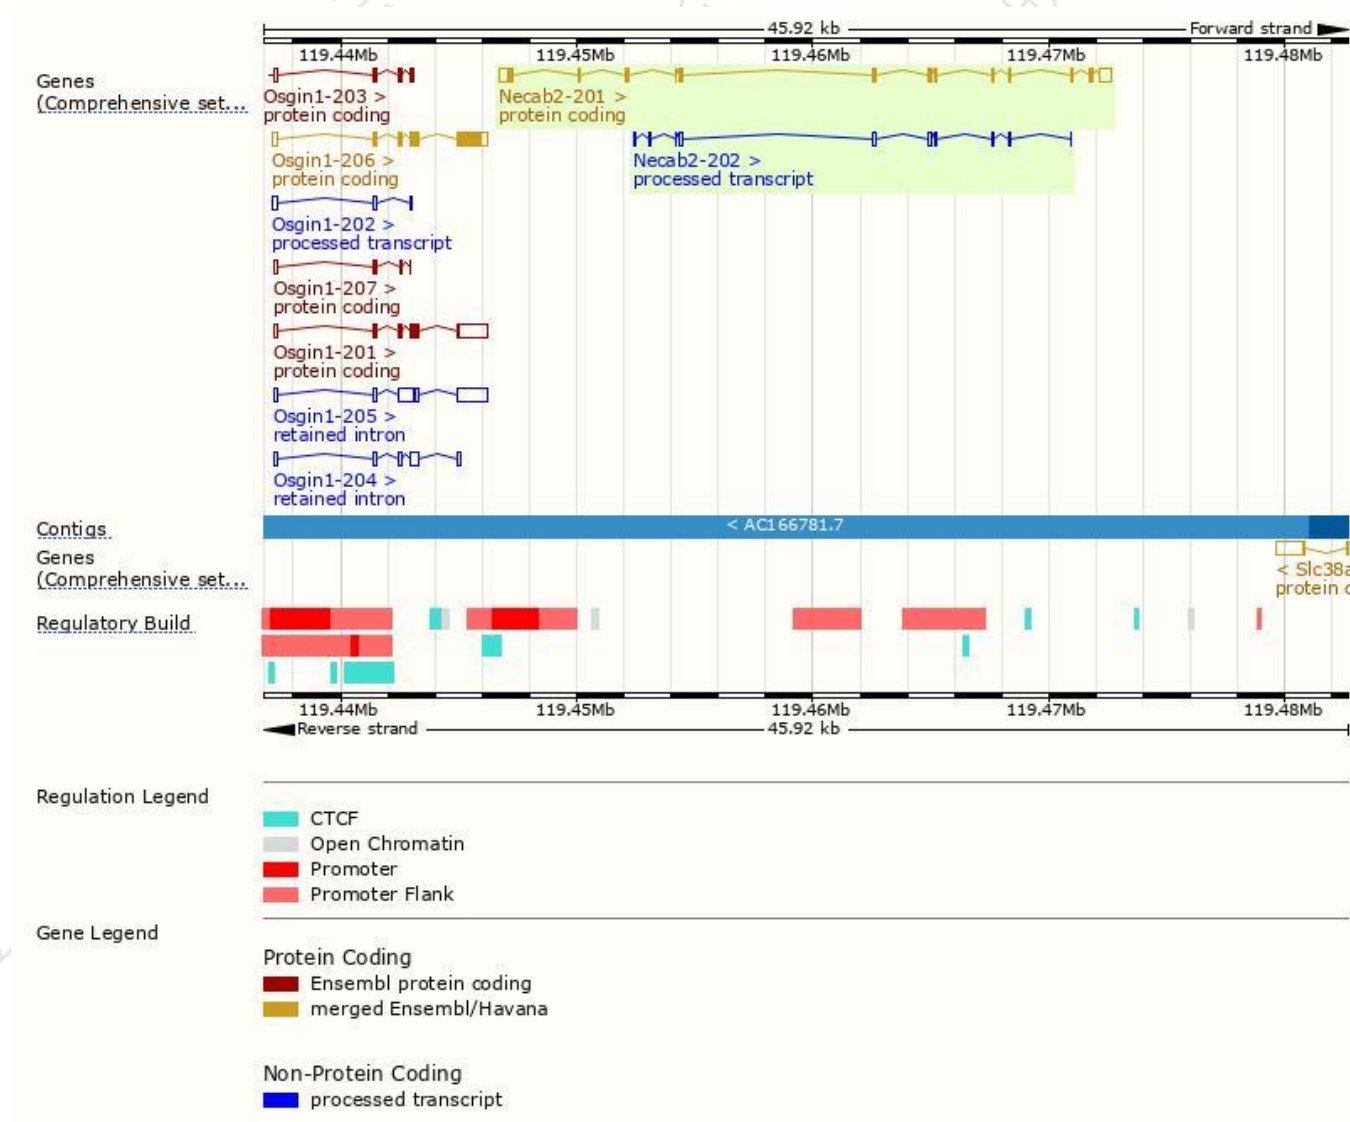 45.92 kb Forward strand
119.44Mb 119.45Mb 119.46Mb 119.47Mb 119.48Mb
Genes
(Comprehensive set...
Osgin1-203 >
protein coding
Necab2-201 >
protein coding
Osgin1-206 >
protein coding
Necab2-202 >
processed transcript
Osgin1-202 >
processed transcript
Osgin1-207 >
protein coding
Osgin1-201 >
protein coding
Osgin1-205 >
retained intron
Osgin1-204 >
retained intron
Contigs
< AC166781.7
Genes
(Comprehensive set...
< Slc38a
protein c
Regulatory Build
119.44Mb 119.45Mb 119.46Mb 119.47Mb 119.48Mb
Reverse strand 45.92 kb
Regulation Legend
CTCF
Open Chromatin
Promoter
Promoter Flank
Gene Legend
Protein Coding
Ensembl protein coding
merged Ensembl/Havana
Non-Protein Coding
processed transcript